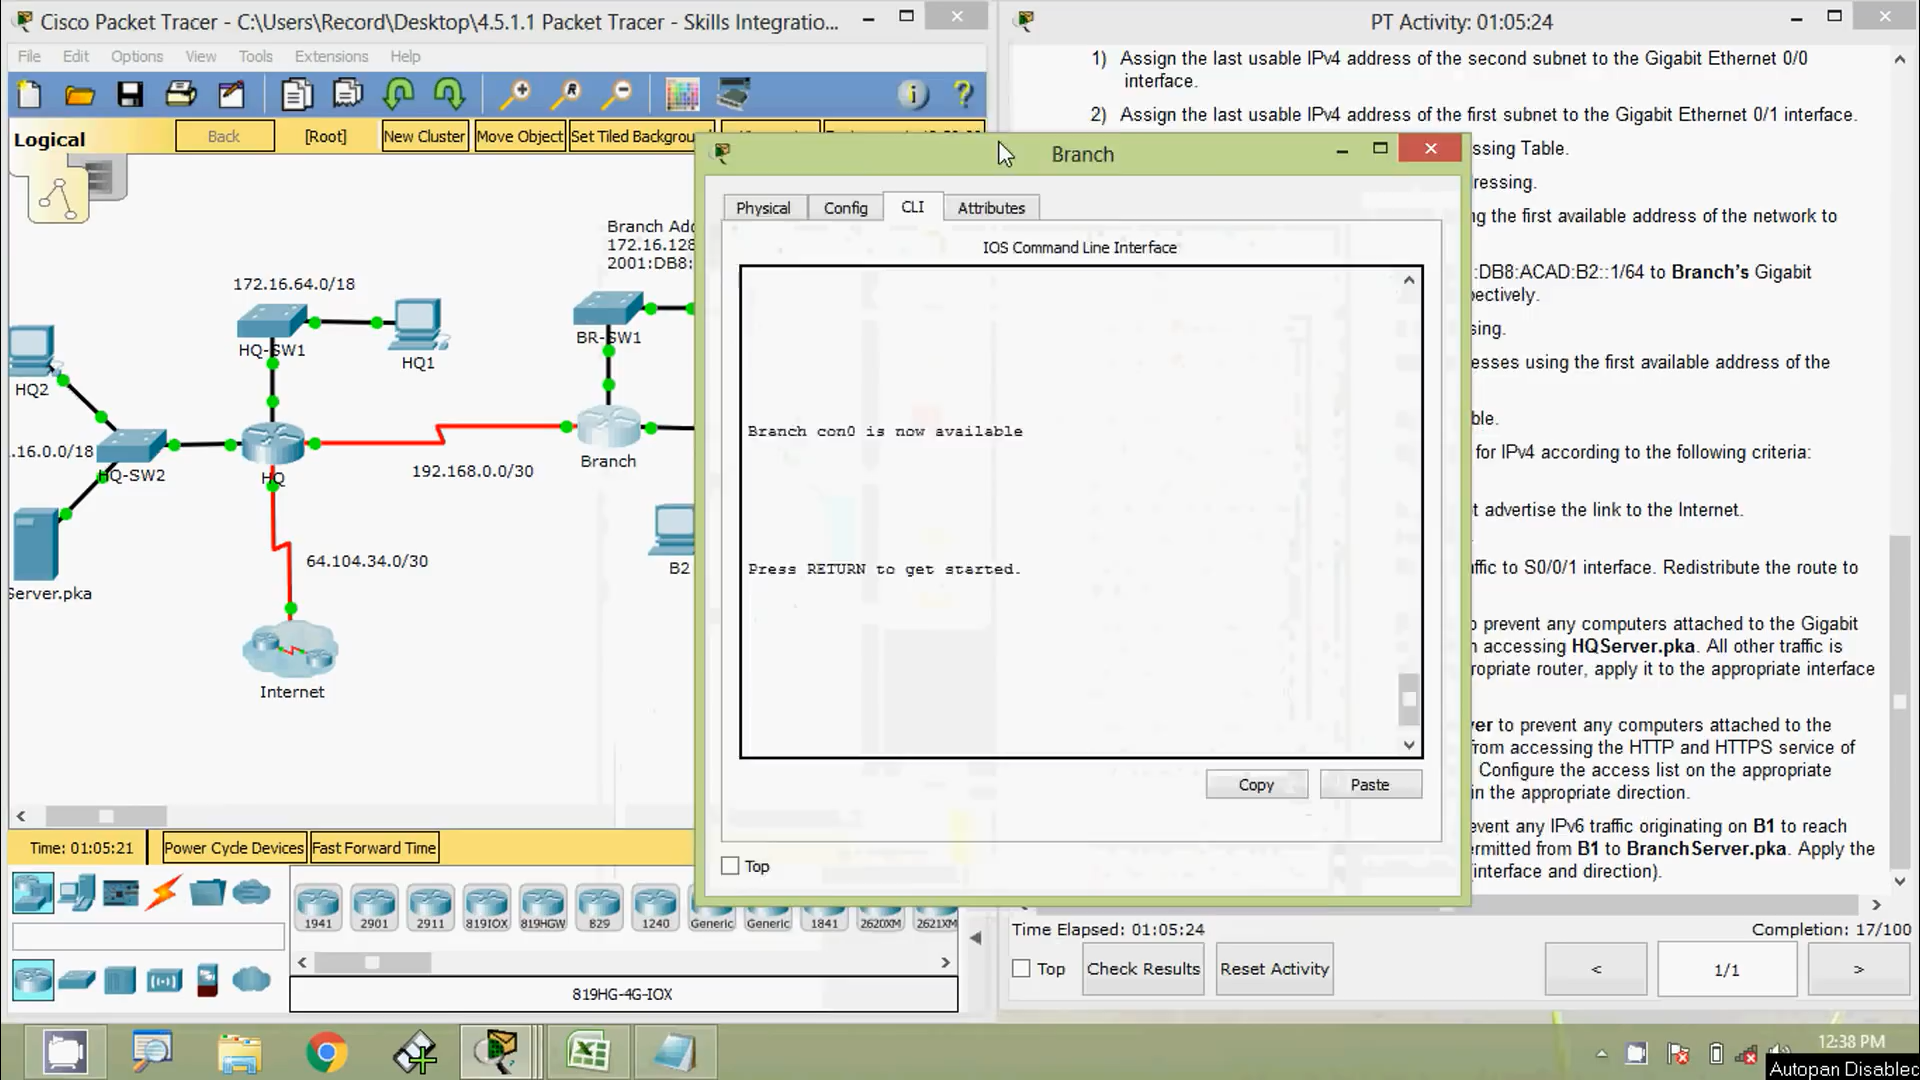 Cisco Packet Tracer - C:\Users\Record\Desktop\4.5.1.1 Packet Tracer - Skills Integratio...
File Edit Options View Tools Extensions Help
Logical
Back
[Root]
New Cluster
Move Object
Set Tiled Backgroun
172.16.64.0/18
HQ-SW1
HQ1
HQ2
.16.0.0/18
HQ-SW2
HQ
Server.pka
192.168.0.0/30
64.104.34.0/30
Internet
Branch Add
172.16.128
2001:DB8:
BR-SW1
Branch
B2
Time: 01:05:21
Power Cycle Devices
Fast Forward Time
1941 2901 2911 819IOX 819HGW 829 1240 Generic Generic 1841 2620XM 2621XM
819HG-4G-IOX
Branch
Physical
Config
CLI
Attributes
IOS Command Line Interface
Branch con0 is now available
Press RETURN to get started.
Copy
Paste
Top
PT Activity: 01:05:24
1) Assign the last usable IPv4 address of the second subnet to the Gigabit Ethernet 0/0
interface.
2) Assign the last usable IPv4 address of the first subnet to the Gigabit Ethernet 0/1 interface.
ssing Table.
ressing.
ng the first available address of the network to
:DB8:ACAD:B2::1/64 to Branch's Gigabit
pectively.
sing.
esses using the first available address of the
ble.
for IPv4 according to the following criteria:
t advertise the link to the Internet.
ffic to S0/0/1 interface. Redistribute the route to
o prevent any computers attached to the Gigabit
n accessing HQServer.pka. All other traffic is
ropriate router, apply it to the appropriate interface
ver to prevent any computers attached to the
from accessing the HTTP and HTTPS service of
Configure the access list on the appropriate
in the appropriate direction.
event any IPv6 traffic originating on B1 to reach
ermitted from B1 to BranchServer.pka. Apply the
(interface and direction).
Time Elapsed: 01:05:24
Completion: 17/100
Top
Check Results
Reset Activity
<
1/1
>
12:38 PM
Autopan Disabled